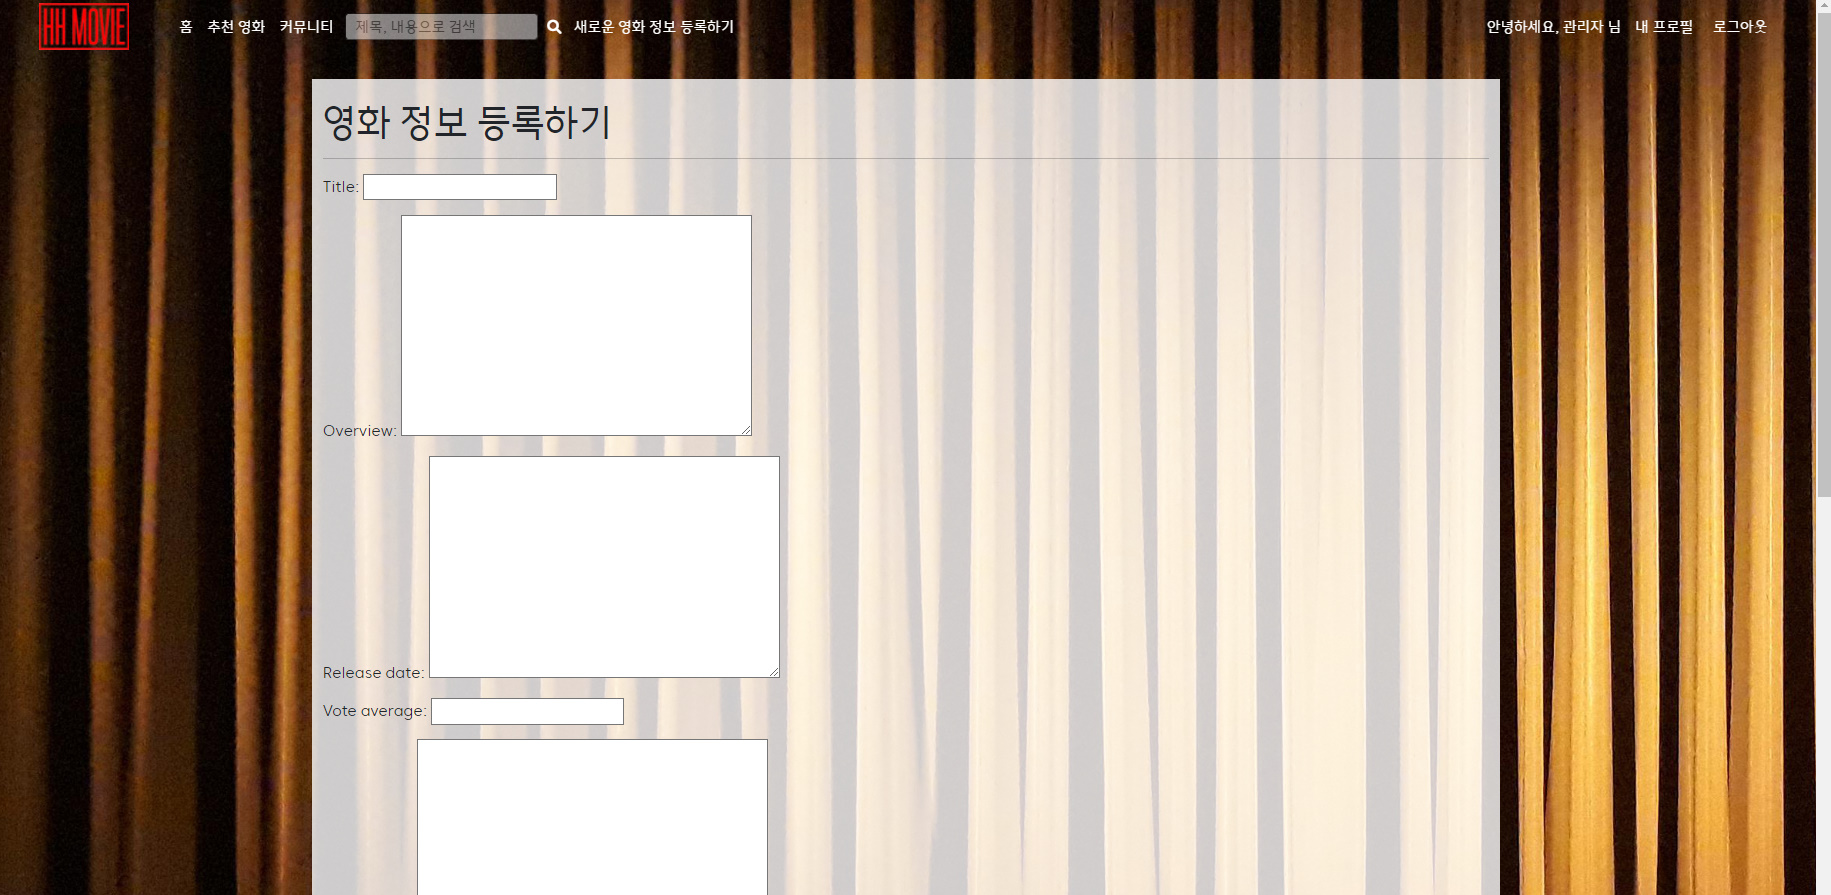 HH MOVIE
홈 추천 영화 커뮤니티 제목, 내용으로 검색 새로운 영화 정보 등록하기 안녕하세요, 관리자 님 내 프로필 로그아웃
영화 정보 등록하기
Title:
Overview:
Release date:
Vote average: